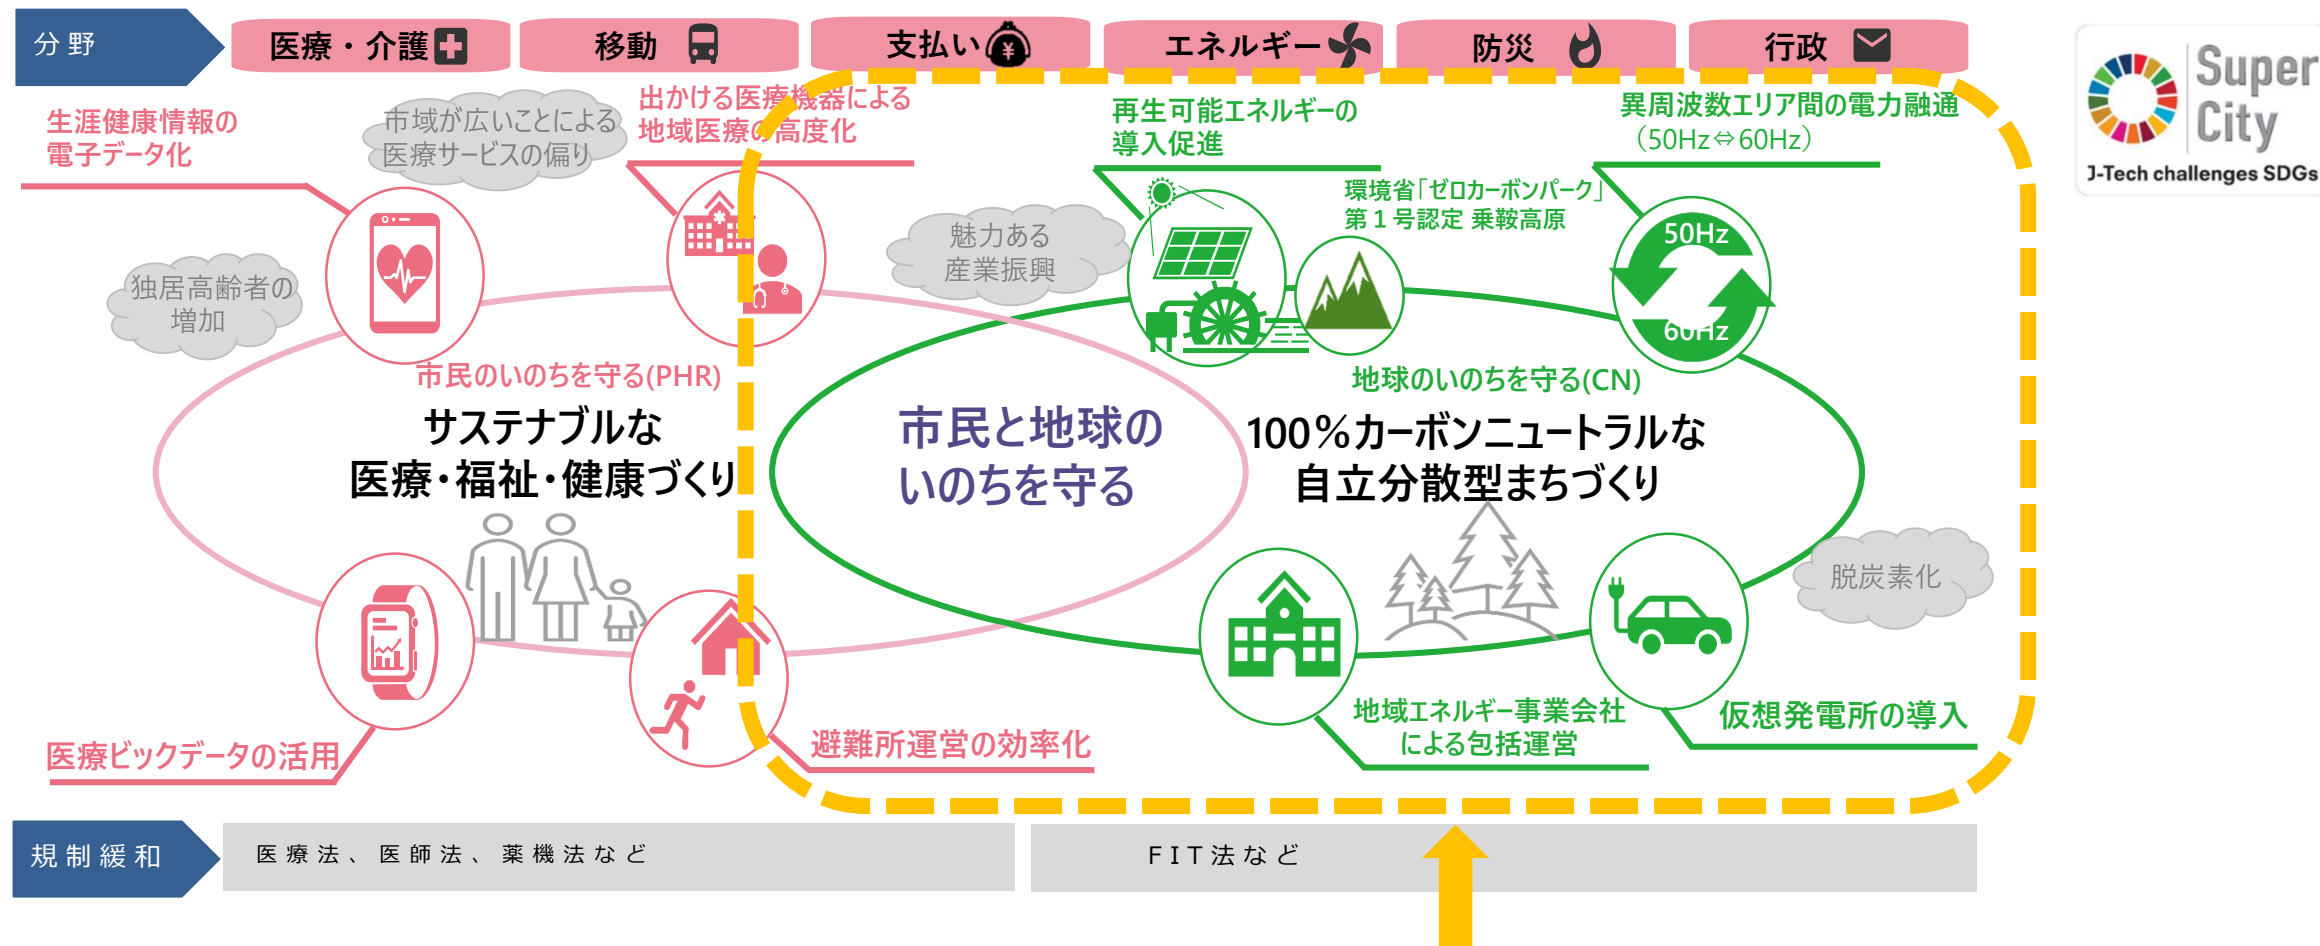 分野
医療・介護
移動
支払い
¥
エネルギー
防災
行政
Super
City
J-Tech challenges SDGs
生涯健康情報の
電子データ化
市域が広いことによる
医療サービスの偏り
出かける医療機器による
地域医療の高度化
再生可能エネルギーの
導入促進
異周波数エリア間の電力融通
（50Hz⇔60Hz）
環境省「ゼロカーボンパーク」
第１号認定 乗鞍高原
魅力ある
産業振興
独居高齢者の
増加
50Hz
60Hz
市民のいのちを守る(PHR)
サステナブルな
医療・福祉・健康づくり
市民と地球の
いのちを守る
地球のいのちを守る(CN)
100％カーボンニュートラルな
自立分散型まちづくり
脱炭素化
医療ビックデータの活用
避難所運営の効率化
地域エネルギー事業会社
による包括運営
仮想発電所の導入
規制緩和
医療法、医師法、薬機法など
FIT法など